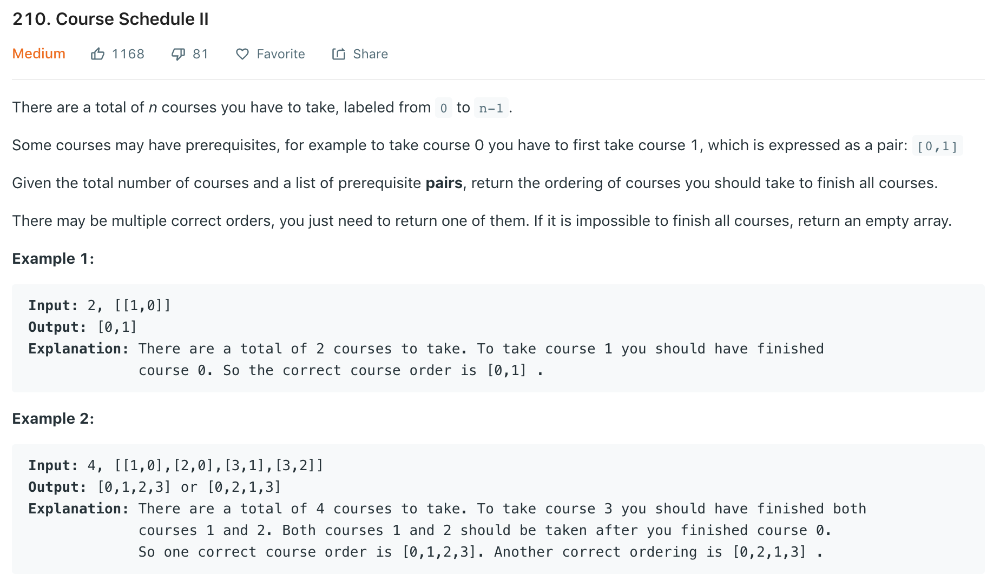 210. Course Schedule II
Medium 1168 81 Favorite Share
There are a total of n courses you have to take, labeled from 0 to n-1.
Some courses may have prerequisites, for example to take course 0 you have to first take course 1, which is expressed as a pair: [0,1]
Given the total number of courses and a list of prerequisite pairs, return the ordering of courses you should take to finish all courses.
There may be multiple correct orders, you just need to return one of them. If it is impossible to finish all courses, return an empty array.
Example 1:
Input: 2, [[1,0]]
Output: [0,1]
Explanation: There are a total of 2 courses to take. To take course 1 you should have finished
course 0. So the correct course order is [0,1] .
Example 2:
Input: 4, [[1,0],[2,0],[3,1],[3,2]]
Output: [0,1,2,3] or [0,2,1,3]
Explanation: There are a total of 4 courses to take. To take course 3 you should have finished both
courses 1 and 2. Both courses 1 and 2 should be taken after you finished course 0.
So one correct course order is [0,1,2,3]. Another correct ordering is [0,2,1,3] .